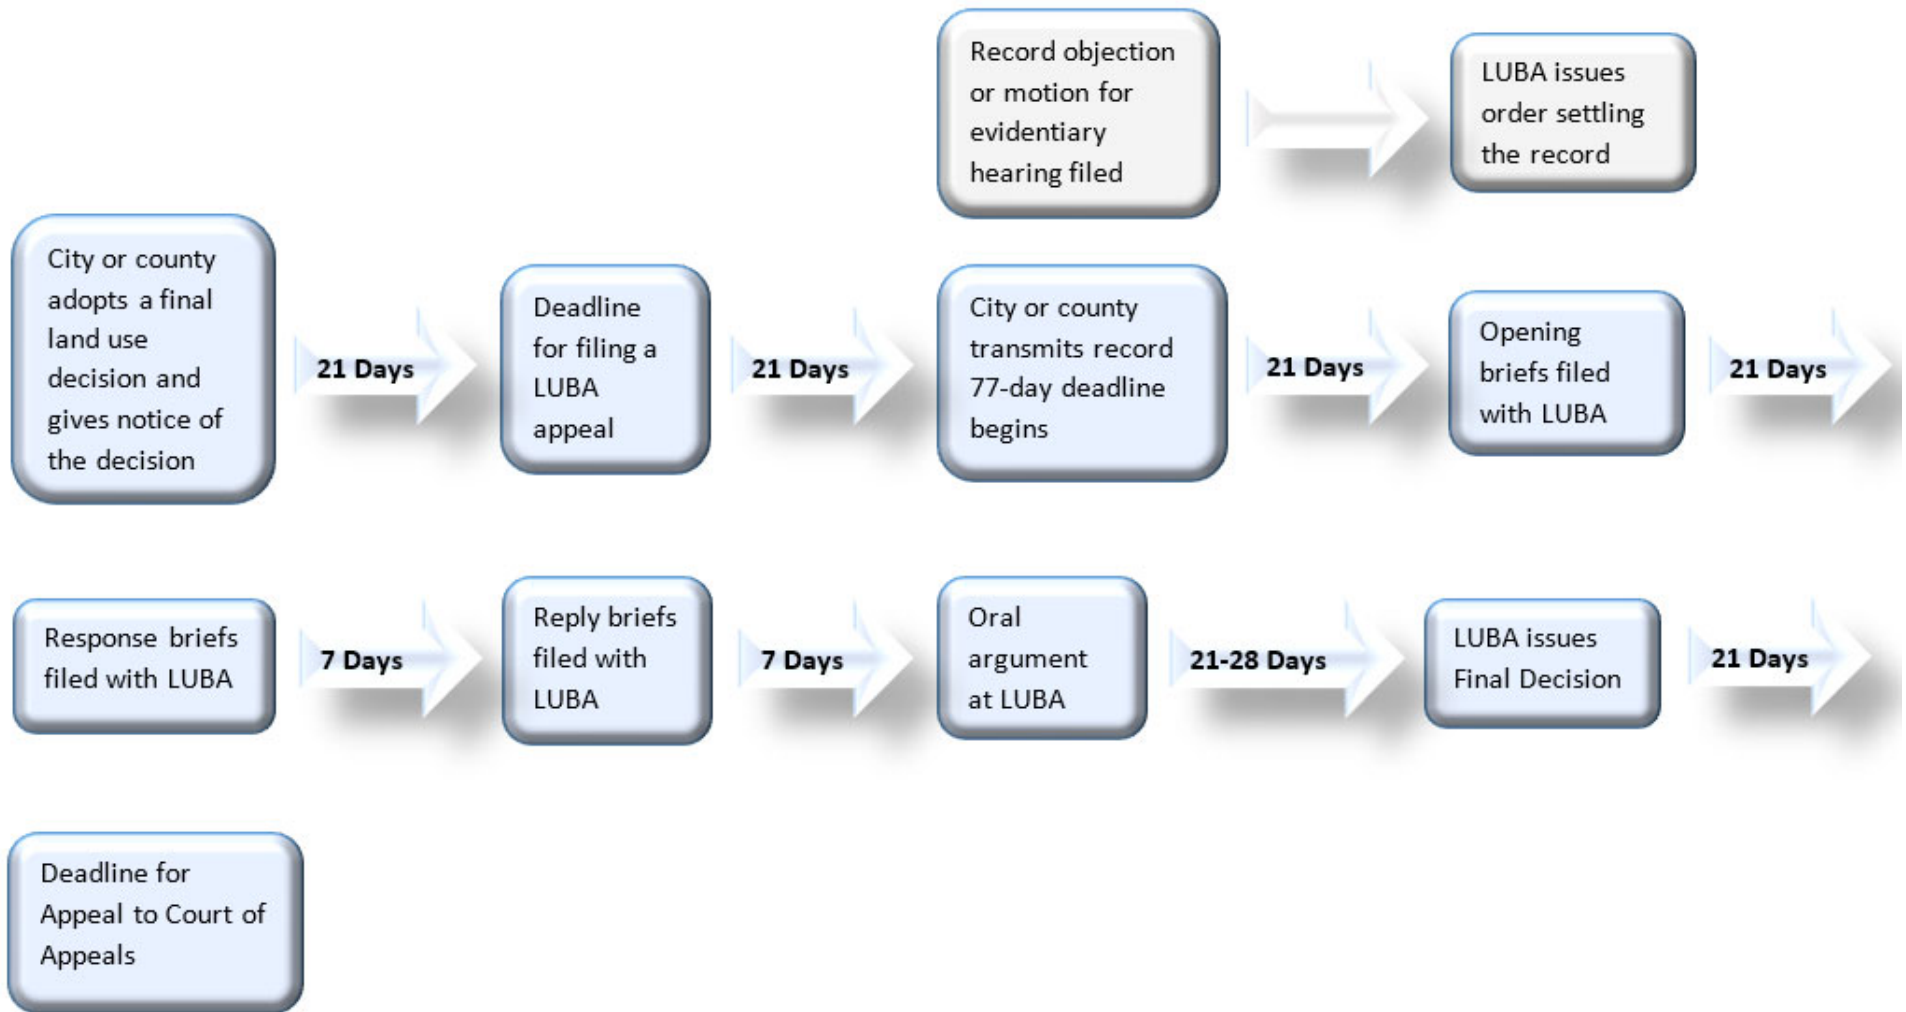 Record objection
or motion for
evidentiary
hearing filed
LUBA issues
order settling
the record
City or county
adopts a final
land use
decision and
gives notice of
the decision
21 Days
Deadline
for filing a
LUBA
appeal
21 Days
City or county
transmits record
77-day deadline
begins
21 Days
Opening
briefs filed
with LUBA
21 Days
Response briefs
filed with LUBA
7 Days
Reply briefs
filed with
LUBA
7 Days
Oral
argument
at LUBA
21-28 Days
LUBA issues
Final Decision
21 Days
Deadline for
Appeal to Court of
Appeals